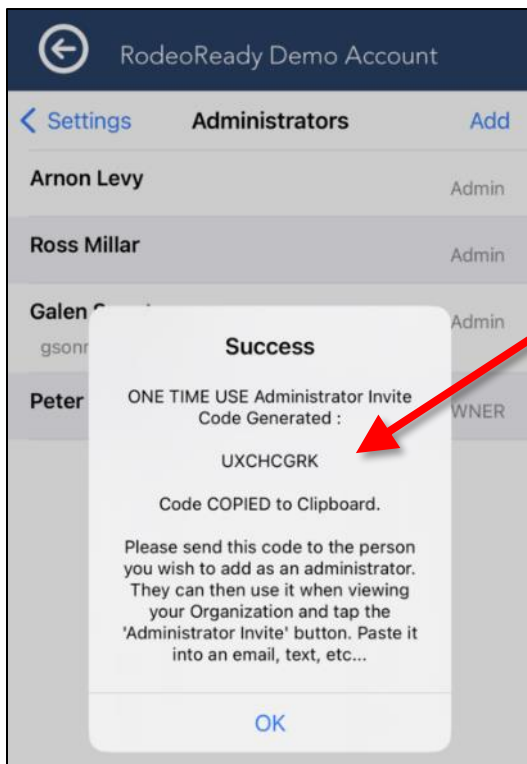 RodeoReady Demo Account
Settings Administrators Add
Arnon Levy
Admin
Ross Millar
Admin
Galen
Admin
Peter
Success
ONE TIME USE Administrator Invite
Code Generated :
UXCHCGRK
Code COPIED to Clipboard.
Please send this code to the person
you wish to add as an administrator.
They can then use it when viewing
your Organization and tap the
'Administrator Invite' button. Paste it
into an email, text, etc...
OK